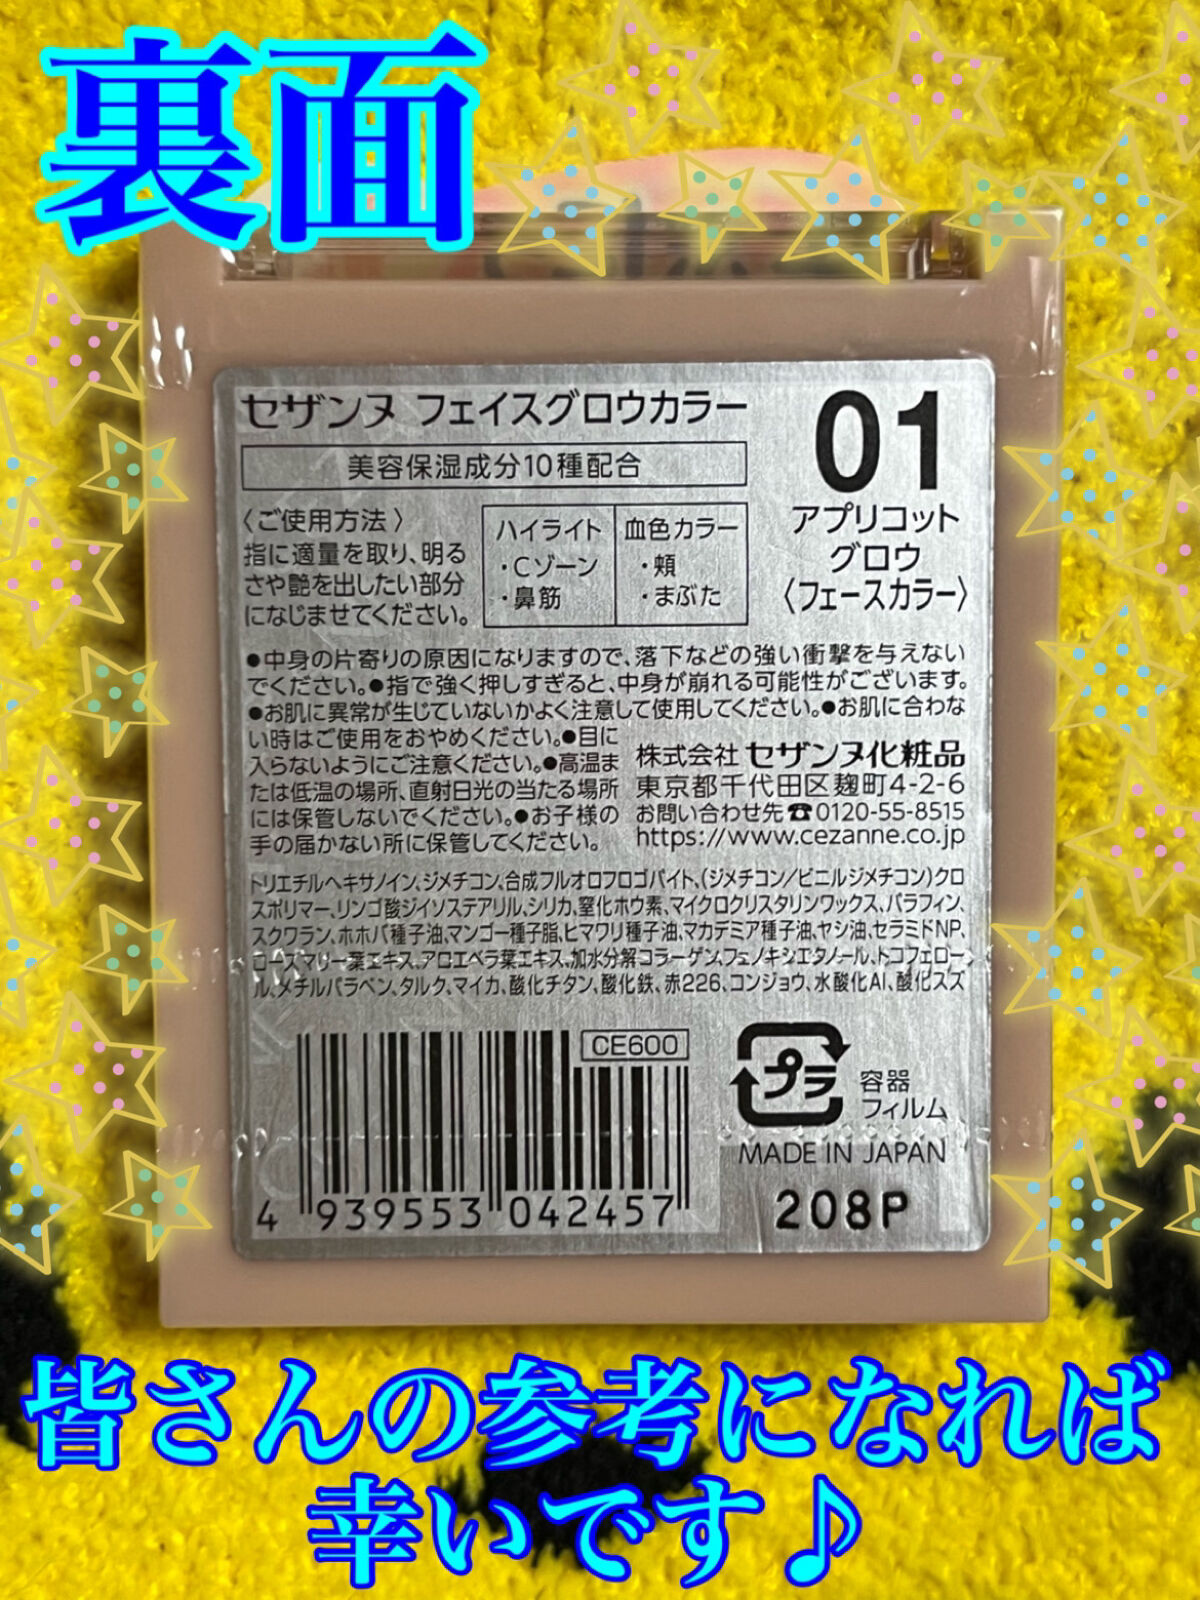 裏面
セザンヌ フェイスグロウカラー
美容保湿成分10種配合
01
アプリコット
グロウ
〈フェースカラー〉
〈ご使用方法〉
指に適量を取り、明る
さや艶を出したい部分
になじませてください。
ハイライト
・Cゾーン
・鼻筋
血色カラー
・頬
・まぶた
●中身の片寄りの原因になりますので、落下などの強い衝撃を与えない
でください。●指で強く押しすぎると、中身が崩れる可能性がございます。
●お肌に異常が生じていないかよく注意して使用してください。●お肌に合わな
い時はご使用をおやめください。●目に
入らないようにご注意ください。●高温ま
たは低温の場所、直射日光の当たる場所
には保管しないでください。●お子様の
手の届かない所に保管してください。
株式会社 セザンヌ化粧品
東京都千代田区麹町4-2-6
お問い合わせ先☎0120-55-8515
https://www.cezanne.co.jp
トリエチルヘキサノイン、ジメチコン、合成フルオロフロゴパイト、(ジメチコン/ビニルジメチコン)クロ
スポリマー、リンゴ酸ジイソステアリル、シリカ、窒化ホウ素、マイクロクリスタリンワックス、パラフィン、
スクワラン、ホホバ種子油、マンゴー種子脂、ヒマワリ種子油、マカデミア種子油、ヤシ油、セラミドNP、
ローズマリー葉エキス、アロエベラ葉エキス、加水分解コラーゲン、フェノキシエタノール、トコフェロー
ル、メチルパラベン、タルク、マイカ、酸化チタン、酸化鉄、赤226、コンジョウ、水酸化Al、酸化スズ
CE600
4 939553 042457
プラ
容器
フィルム
MADE IN JAPAN
208P
皆さんの参考になれば
幸いです♪